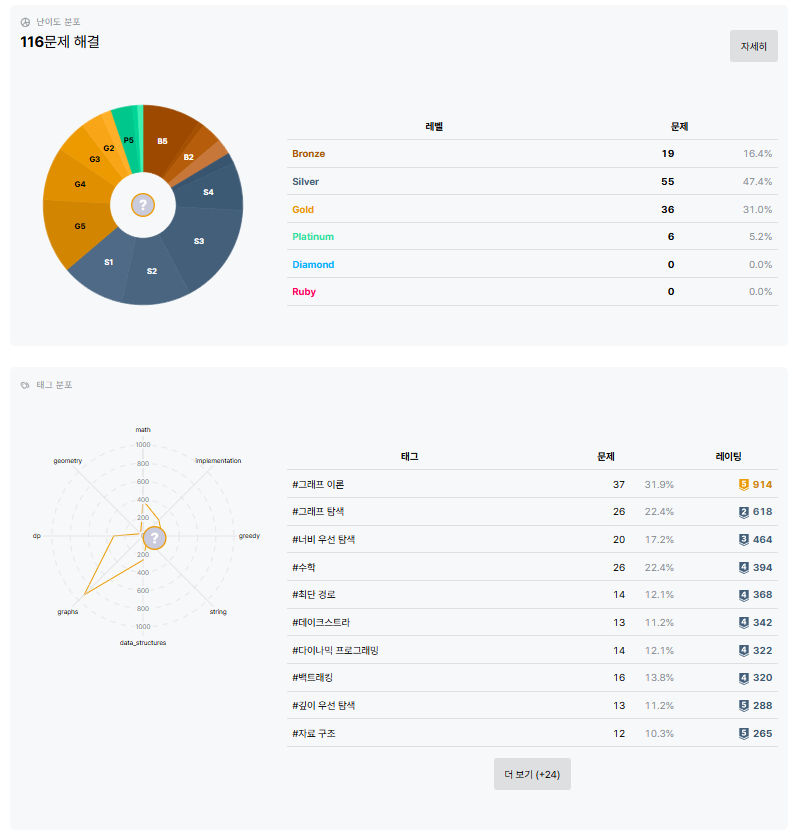 난이도 분포
116문제 해결
자세히
B5
B2
S4
S3
S2
S1
G5
G4
G3
G2
P5
?
레벨 문제
Bronze 19 16.4%
Silver 55 47.4%
Gold 36 31.0%
Platinum 6 5.2%
Diamond 0 0.0%
Ruby 0 0.0%
태그 분포
math
implementation
greedy
string
data_structures
graphs
dp
geometry
1000
800
600
400
200
?
200
400
600
800
1000
태그 문제 레이팅
#그래프 이론 37 31.9% 5 914
#그래프 탐색 26 22.4% 2 618
#너비 우선 탐색 20 17.2% 3 464
#수학 26 22.4% 4 394
#최단 경로 14 12.1% 4 368
#데이크스트라 13 11.2% 4 342
#다이나믹 프로그래밍 14 12.1% 4 322
#백트래킹 16 13.8% 4 320
#깊이 우선 탐색 13 11.2% 5 288
#자료 구조 12 10.3% 5 265
더 보기 (+24)